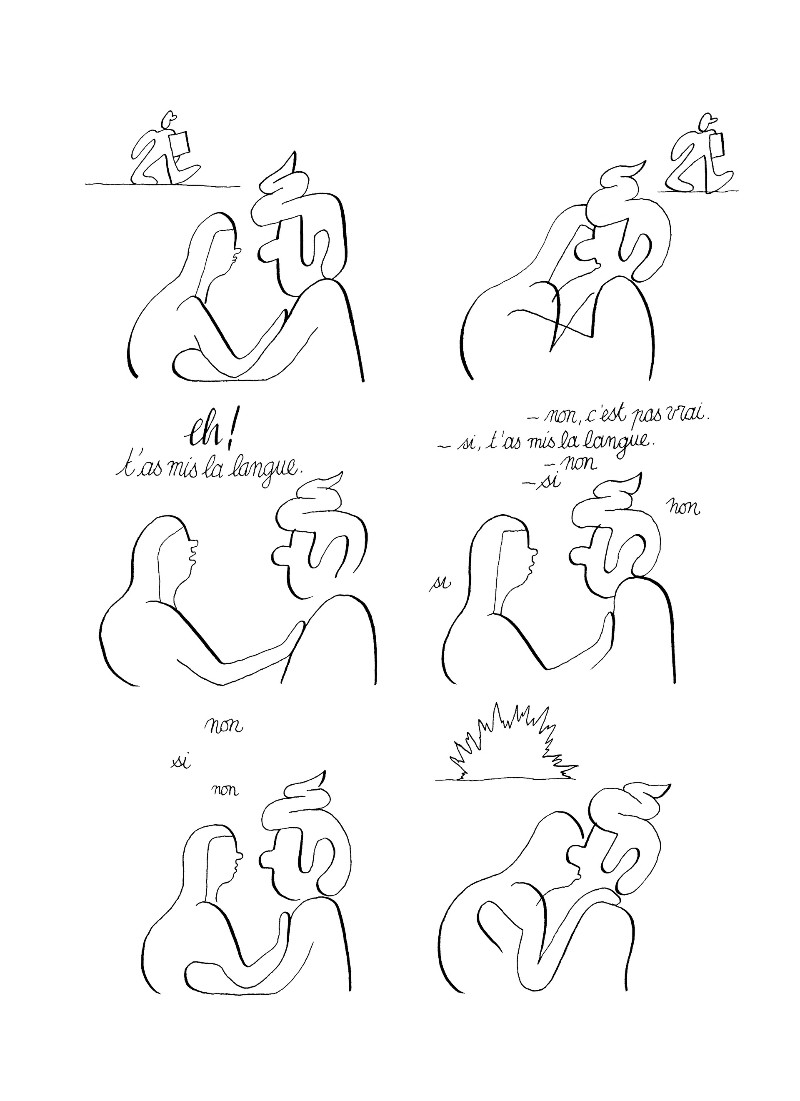 eh!
t'as mis la langue.
– non, c'est pas vrai.
– si, t'as mis la langue.
– non
– si
non
si
non
si
non